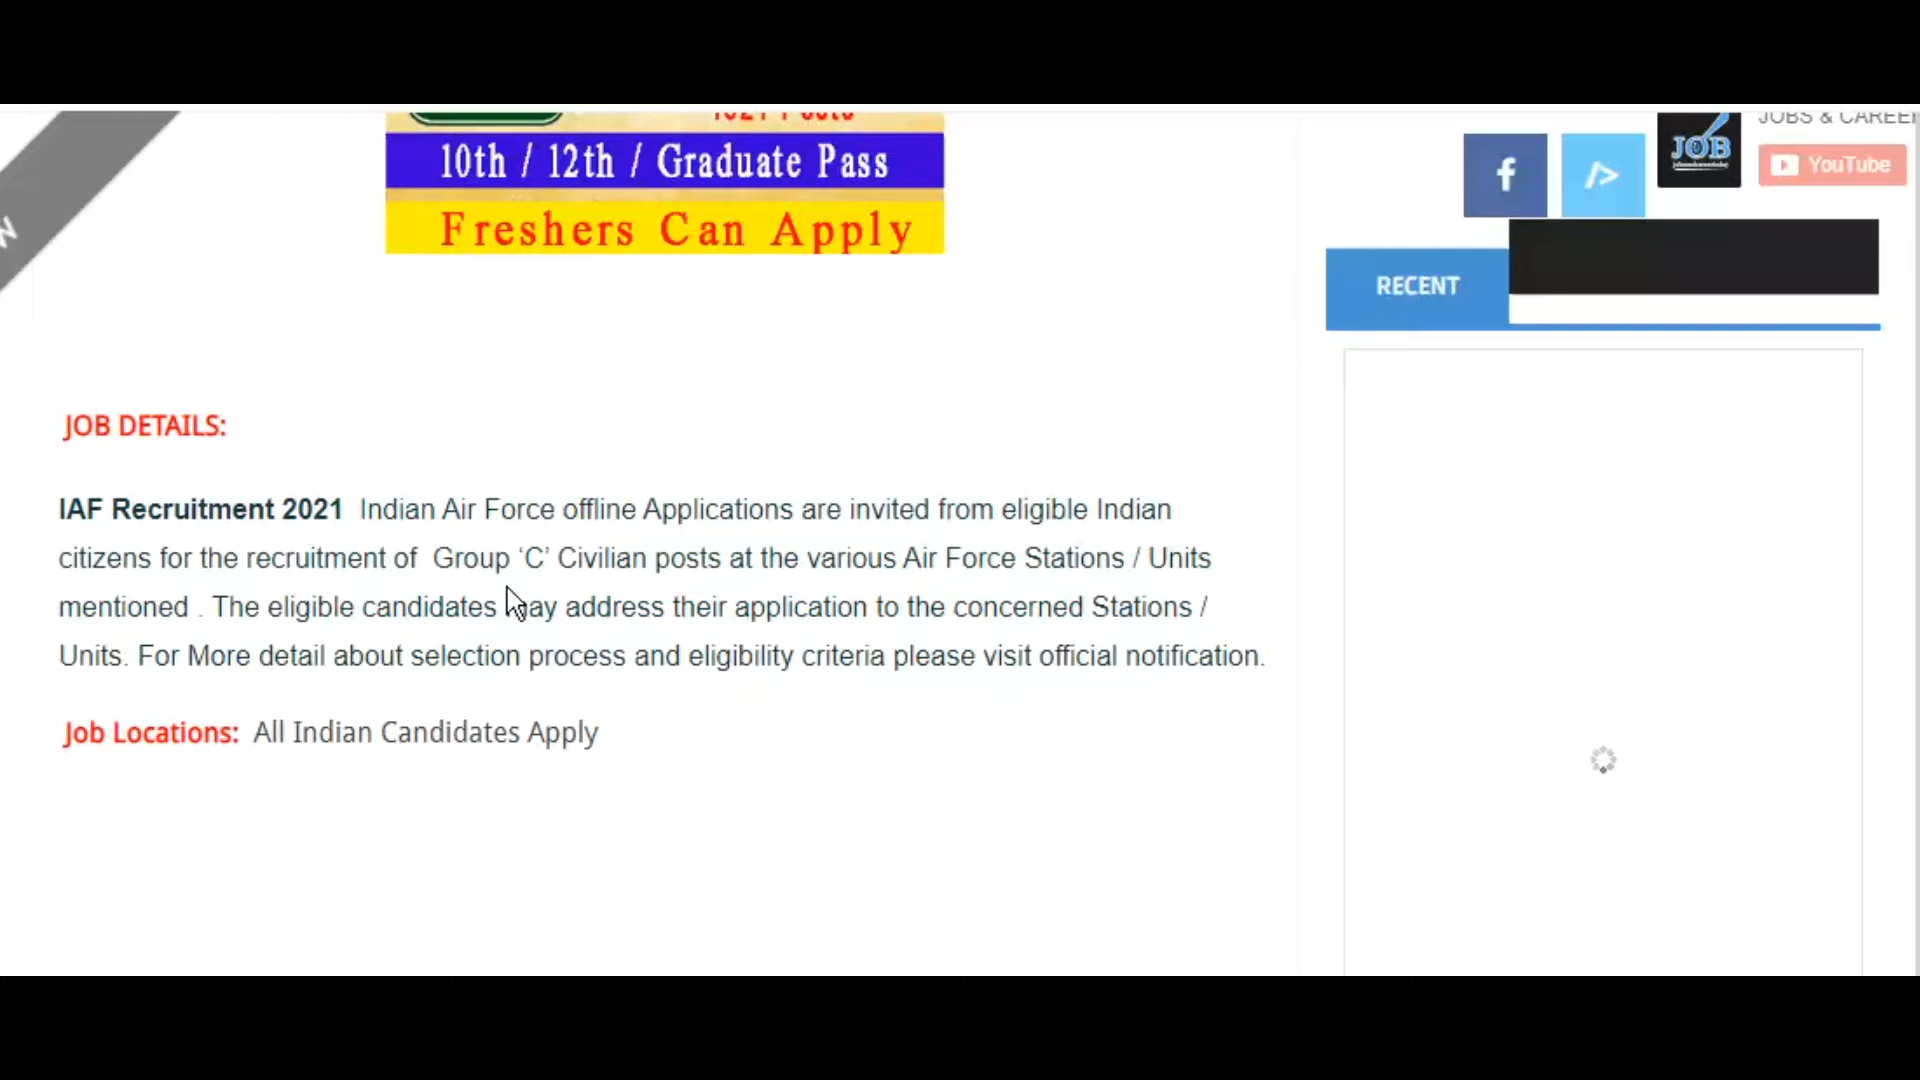 10th / 12th / Graduate Pass
Freshers Can Apply
JOBS & CAREER
JOB
YouTube
RECENT
JOB DETAILS:
IAF Recruitment 2021 Indian Air Force offline Applications are invited from eligible Indian
citizens for the recruitment of Group ‘C’ Civilian posts at the various Air Force Stations / Units
mentioned . The eligible candidates may address their application to the concerned Stations /
Units. For More detail about selection process and eligibility criteria please visit official notification.
Job Locations: All Indian Candidates Apply